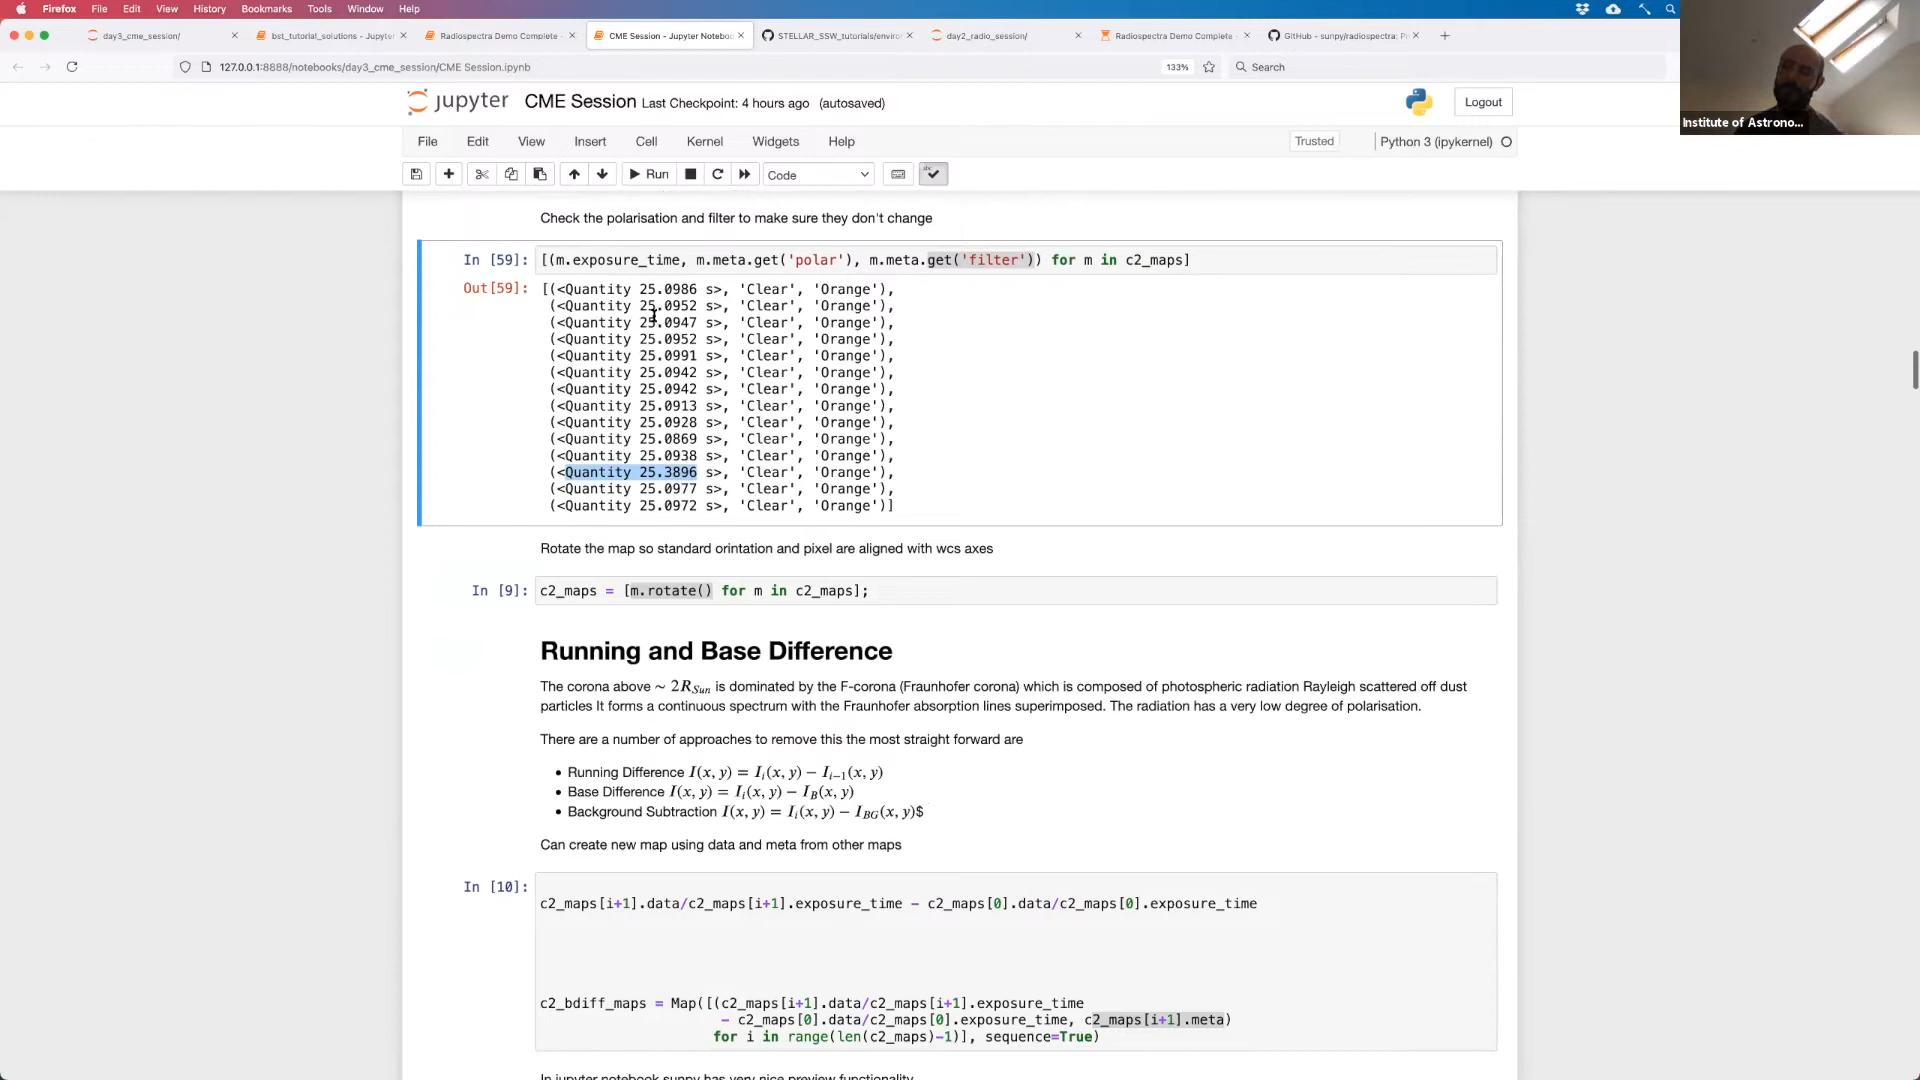 Firefox File Edit View History Bookmarks Tools Window Help
day3_cme_session/ bst_tutorial_solutions - Jupyter Radiospectra Demo Complete - CME Session - Jupyter Notebo STELLAR_SSW_tutorials/enviro day2_radio_session/ Radiospectra Demo Complete GitHub - sunpy/radiospectra: P
127.0.0.1:8888/notebooks/day3_cme_session/CME Session.ipynb 133% Search
Institute of Astrono...
jupyter CME Session Last Checkpoint: 4 hours ago (autosaved) Logout
File Edit View Insert Cell Kernel Widgets Help Trusted Python 3 (ipykernel)
Run Code
Check the polarisation and filter to make sure they don't change
In [59]: [(m.exposure_time, m.meta.get('polar'), m.meta.get('filter')) for m in c2_maps]
Out[59]: [(<Quantity 25.0986 s>, 'Clear', 'Orange'),
(<Quantity 25.0952 s>, 'Clear', 'Orange'),
(<Quantity 25.0947 s>, 'Clear', 'Orange'),
(<Quantity 25.0952 s>, 'Clear', 'Orange'),
(<Quantity 25.0991 s>, 'Clear', 'Orange'),
(<Quantity 25.0942 s>, 'Clear', 'Orange'),
(<Quantity 25.0942 s>, 'Clear', 'Orange'),
(<Quantity 25.0913 s>, 'Clear', 'Orange'),
(<Quantity 25.0928 s>, 'Clear', 'Orange'),
(<Quantity 25.0869 s>, 'Clear', 'Orange'),
(<Quantity 25.0938 s>, 'Clear', 'Orange'),
(<Quantity 25.3896 s>, 'Clear', 'Orange'),
(<Quantity 25.0977 s>, 'Clear', 'Orange'),
(<Quantity 25.0972 s>, 'Clear', 'Orange')]
Rotate the map so standard orintation and pixel are aligned with wcs axes
In [9]: c2_maps = [m.rotate() for m in c2_maps];
Running and Base Difference
The corona above ∼ 2R_Sun is dominated by the F-corona (Fraunhofer corona) which is composed of photospheric radiation Rayleigh scattered off dust
particles It forms a continuous spectrum with the Fraunhofer absorption lines superimposed. The radiation has a very low degree of polarisation.
There are a number of approaches to remove this the most straight forward are
• Running Difference I(x, y) = I_i(x, y) − I_{i−1}(x, y)
• Base Difference I(x, y) = I_i(x, y) − I_B(x, y)
• Background Subtraction I(x, y) = I_i(x, y) − I_{BG}(x, y)$
Can create new map using data and meta from other maps
In [10]:
c2_maps[i+1].data/c2_maps[i+1].exposure_time - c2_maps[0].data/c2_maps[0].exposure_time
c2_bdiff_maps = Map([(c2_maps[i+1].data/c2_maps[i+1].exposure_time
- c2_maps[0].data/c2_maps[0].exposure_time, c2_maps[i+1].meta)
for i in range(len(c2_maps)-1)], sequence=True)
In jupyter notebook sunpy has very nice preview functionality